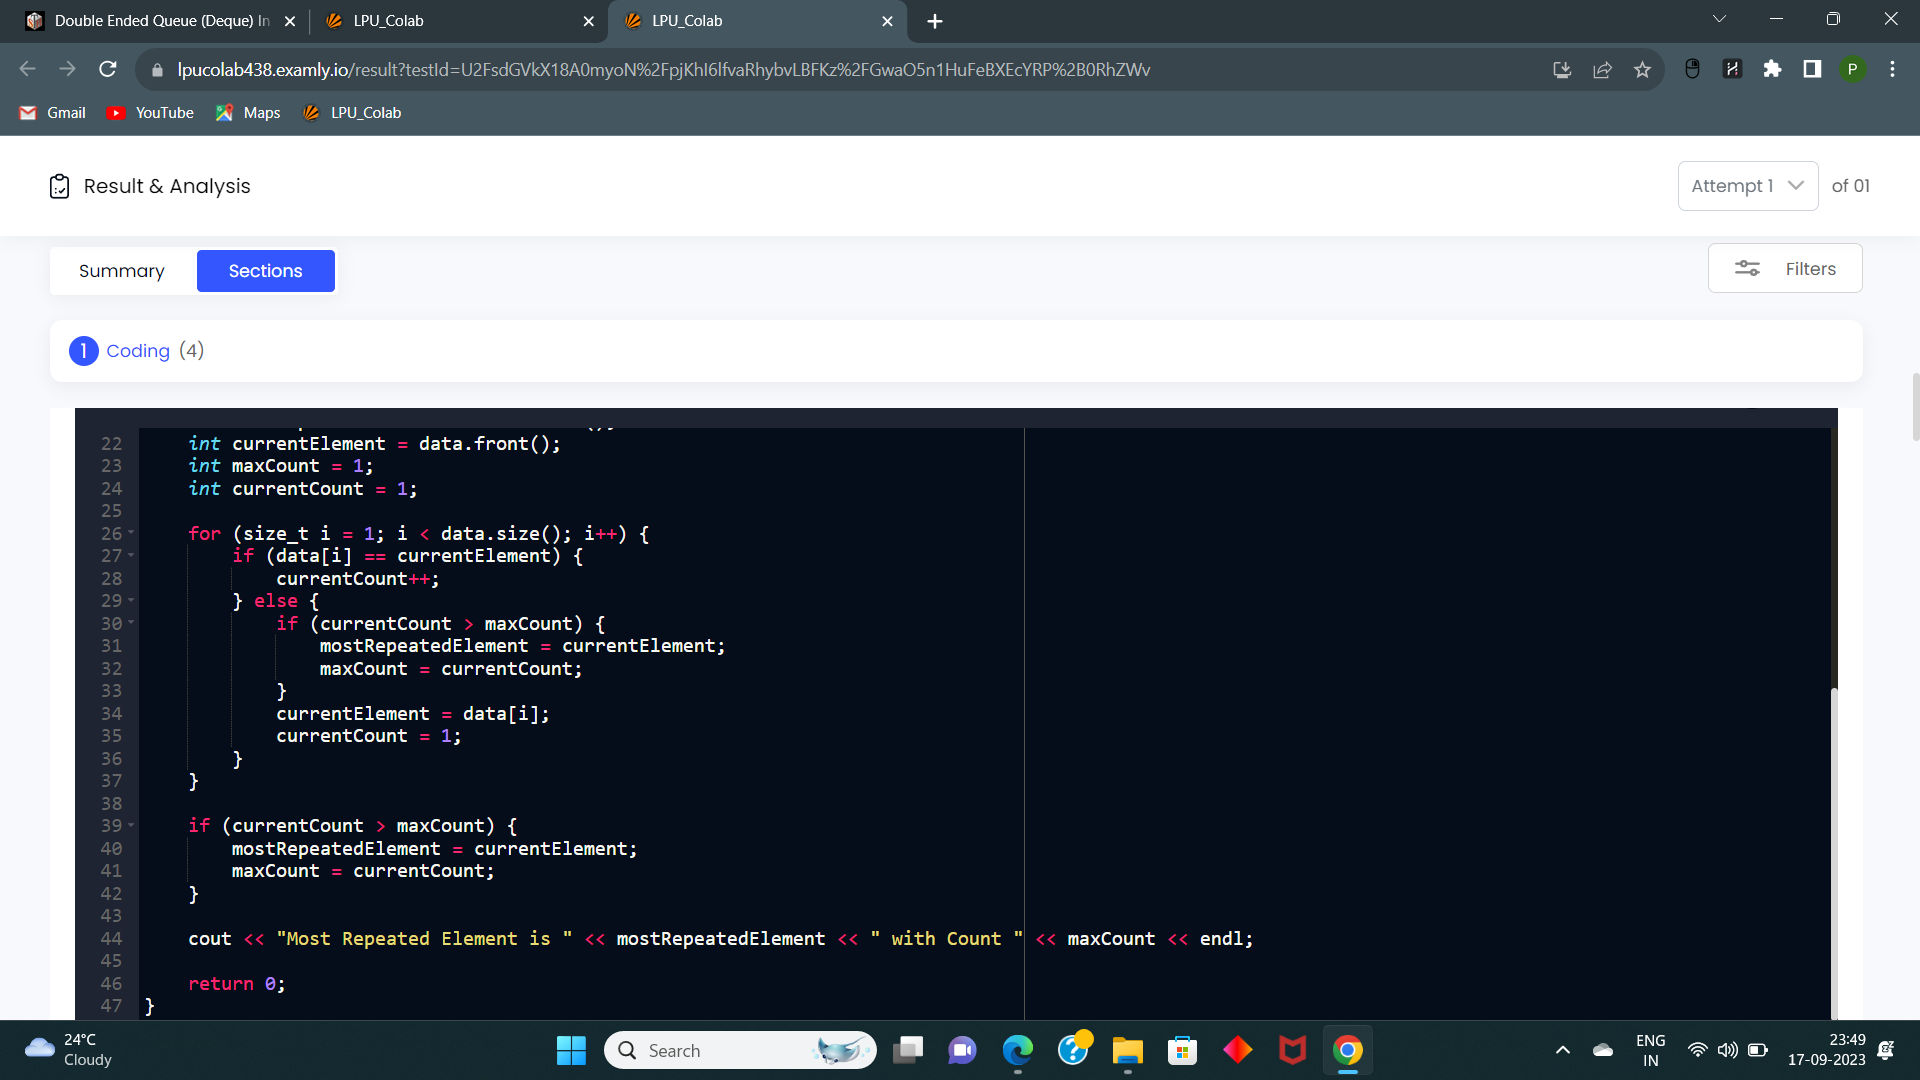 Double Ended Queue (Deque) In
LPU_Colab
LPU_Colab
lpucolab438.examly.io/result?testId=U2FsdGVkX18A0myoN%2FpjKhI6lfvaRhybvLBFKz%2FGwaO5n1HuFeBXEcYRP%2B0RhZWv
P
Gmail
YouTube
Maps
LPU_Colab
Result & Analysis
Attempt 1
of 01
Summary
Sections
Filters
1 Coding (4)
22 int currentElement = data.front();
23 int maxCount = 1;
24 int currentCount = 1;
25
26 for (size_t i = 1; i < data.size(); i++) {
27 if (data[i] == currentElement) {
28 currentCount++;
29 } else {
30 if (currentCount > maxCount) {
31 mostRepeatedElement = currentElement;
32 maxCount = currentCount;
33 }
34 currentElement = data[i];
35 currentCount = 1;
36 }
37 }
38
39 if (currentCount > maxCount) {
40 mostRepeatedElement = currentElement;
41 maxCount = currentCount;
42 }
43
44 cout << "Most Repeated Element is " << mostRepeatedElement << " with Count " << maxCount << endl;
45
46 return 0;
47 }
24°C
Cloudy
Search
ENG
IN
23:49
17-09-2023